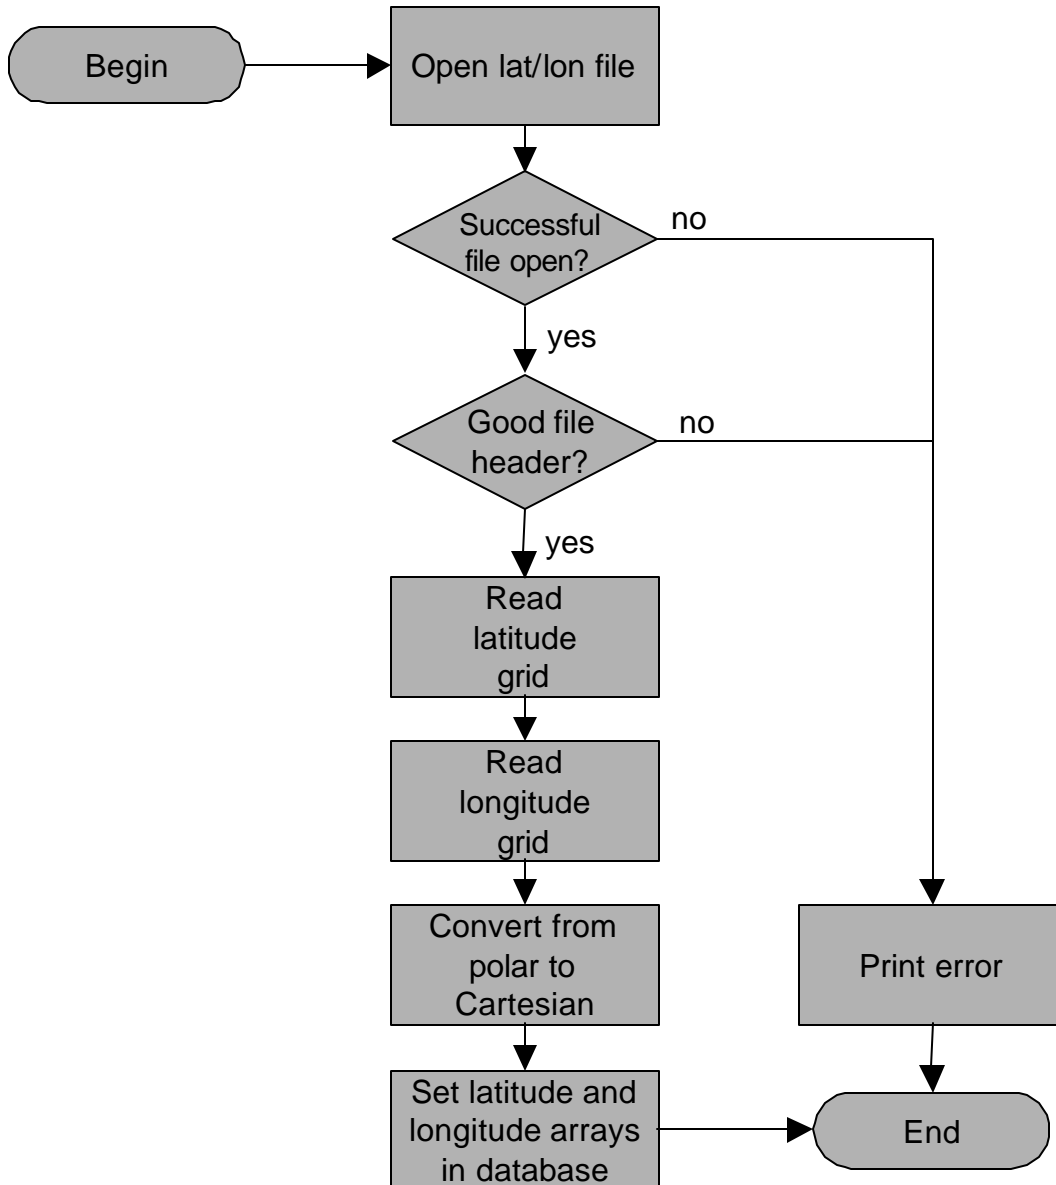 Begin
Open lat/lon file
Successful
file open?
no
yes
Good file
header?
no
yes
Read
latitude
grid
Read
longitude
grid
Convert from
polar to
Cartesian
Print error
Set latitude and
longitude arrays
in database
End